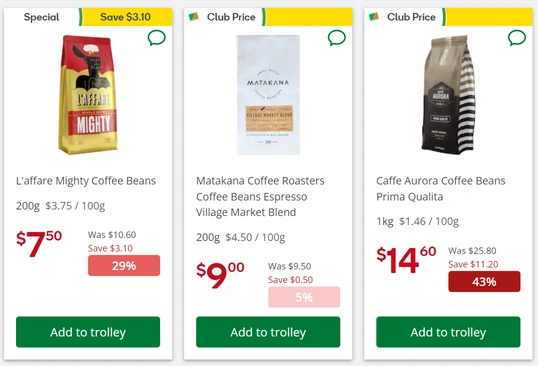 Special
Save $3.10
L'AFFARE
MIGHTY
L'affare Mighty Coffee Beans
200g $3.75 / 100g
$7.50
Was $10.60
Save $3.10
29%
Add to trolley
Club Price
MATAKANA
VILLAGE MARKET BLEND
Matakana Coffee Roasters
Coffee Beans Espresso
Village Market Blend
200g $4.50 / 100g
$9.00
Was $9.50
Save $0.50
5%
Add to trolley
Club Price
CAFFE
AURORA
Caffe Aurora Coffee Beans
Prima Qualita
1kg $1.46 / 100g
$14.60
Was $25.80
Save $11.20
43%
Add to trolley